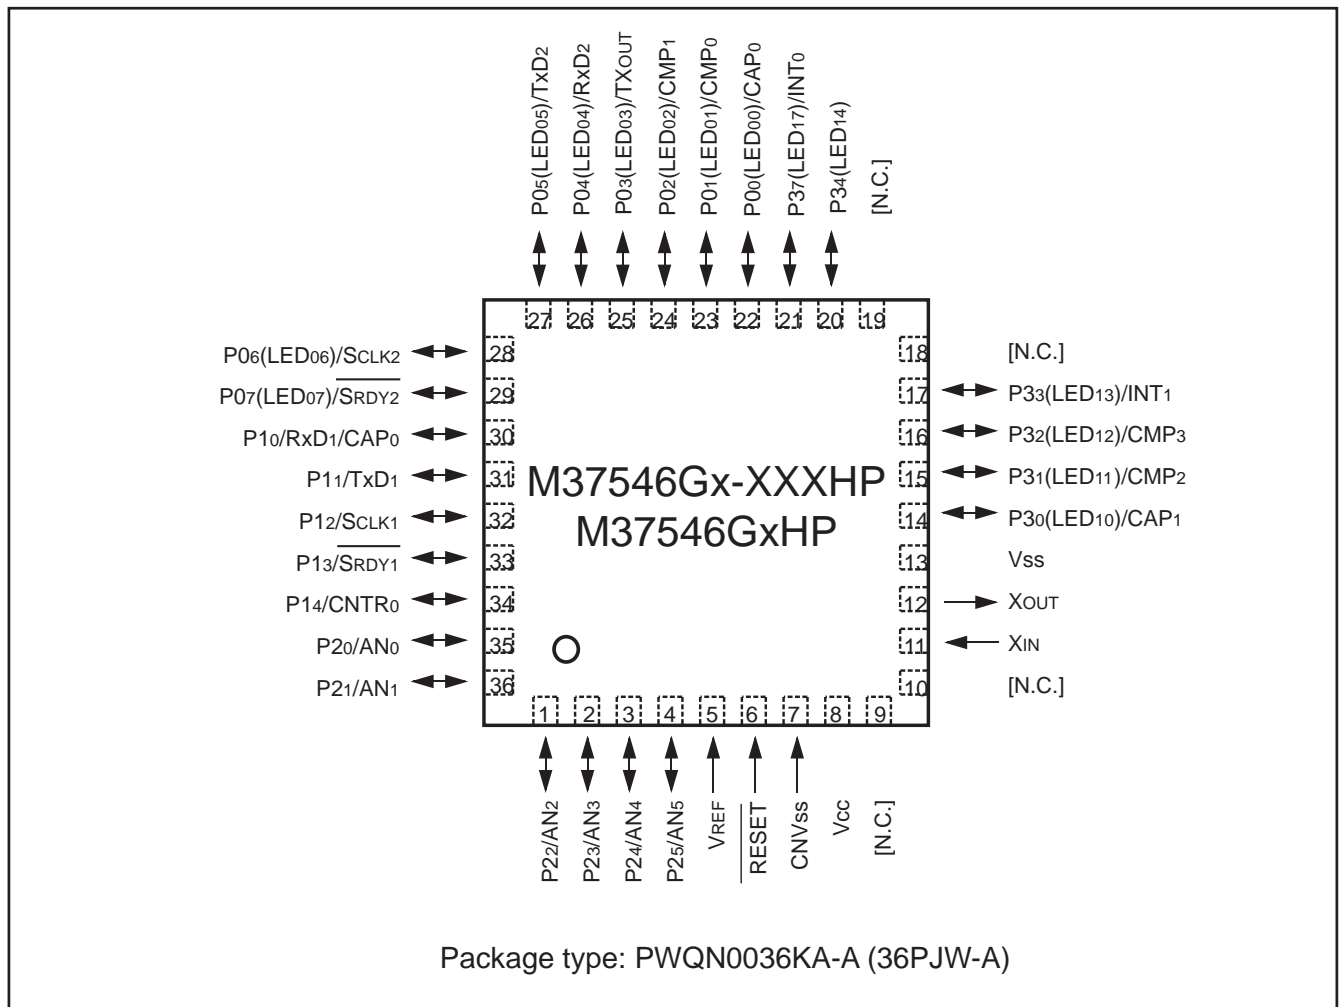 P05(LED05)/TxD2
P04(LED04)/RxD2
P03(LED03)/TXOUT
P02(LED02)/CMP1
P01(LED01)/CMP0
P00(LED00)/CAP0
P37(LED17)/INT0
P34(LED14)
[N.C.]
27 26 25 24 23 22 21 20 19
P06(LED06)/SCLK2 28
P07(LED07)/SRDY2 29
P10/RxD1/CAP0 30
P11/TxD1 31
P12/SCLK1 32
P13/SRDY1 33
P14/CNTR0 34
P20/AN0 35
P21/AN1 36
M37546Gx-XXXHP
M37546GxHP
18 [N.C.]
17 P33(LED13)/INT1
16 P32(LED12)/CMP3
15 P31(LED11)/CMP2
14 P30(LED10)/CAP1
13 Vss
12 XOUT
11 XIN
10 [N.C.]
1 2 3 4 5 6 7 8 9
P22/AN2
P23/AN3
P24/AN4
P25/AN5
VREF
RESET
CNVss
Vcc
[N.C.]
Package type: PWQN0036KA-A (36PJW-A)